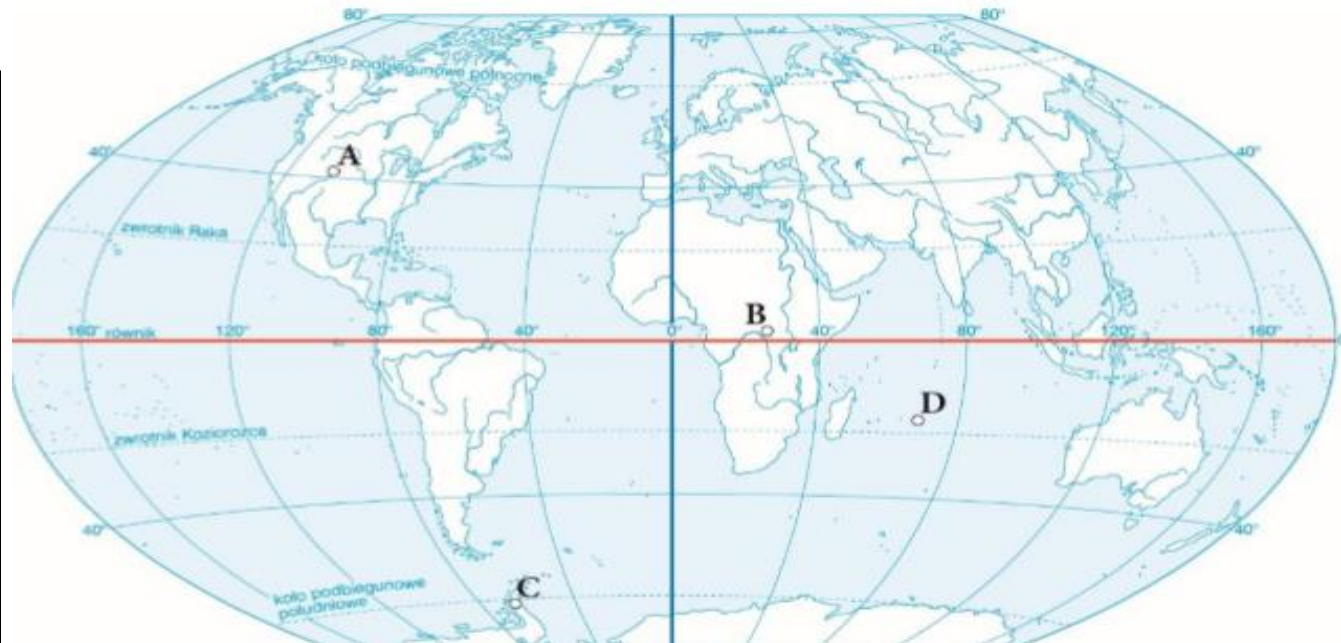 80° 80°
koło podbiegunowe północne
A
40° 40°
zwrotnik Raka
B
160° równik 120° 80° 40° 0° 40° 80° 120° 160°
D
zwrotnik Koziorożca
40° 40°
C
koło podbiegunowe
południowe